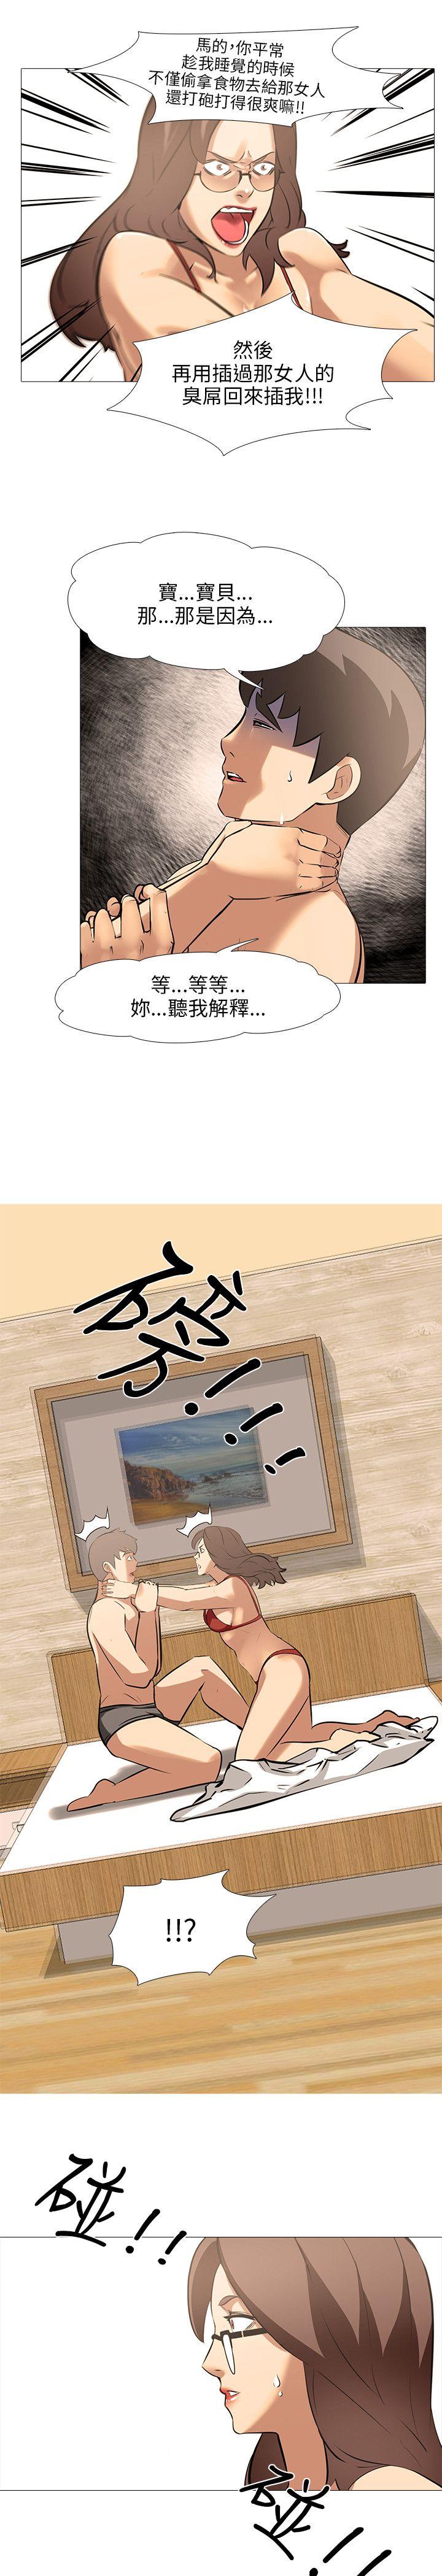 馬的，你平常
趁我睡覺的時候
不僅偷拿食物去給那女人
還打砲打得很爽嘛!!
然後
再用插過那女人的
臭屌回來插我!!!
寶...寶貝...
那...那是因為...
等...等等...
妳...聽我解釋...
磅!!!
!!?
碰!!
碰!!